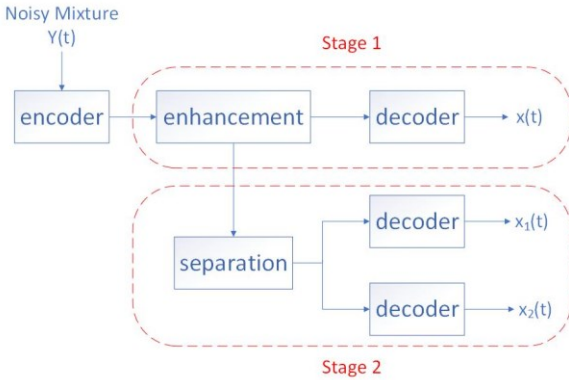 Noisy Mixture
Y(t)
Stage 1
encoder
enhancement
decoder
x(t)
separation
decoder
x₁(t)
decoder
x₂(t)
Stage 2